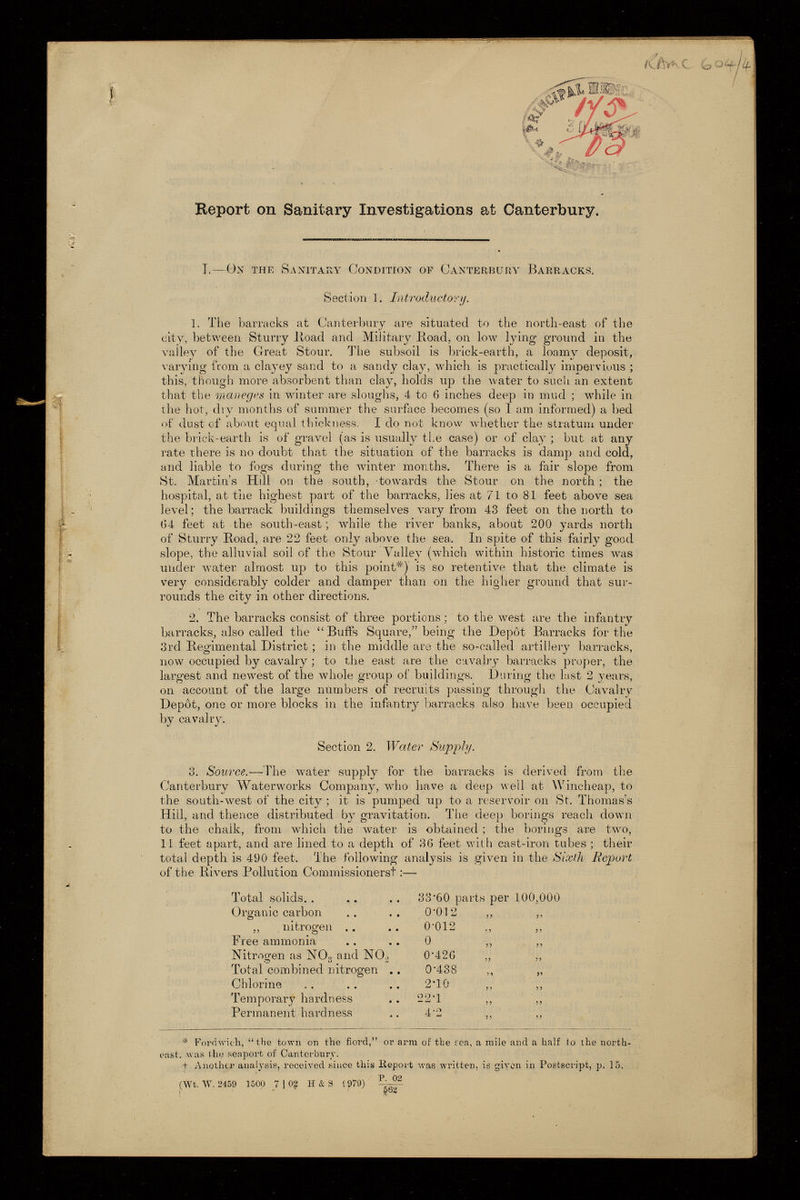 RAMC 604/4
Report on Sanitary Investigations at Canterbury.
I.—ON THE SANITARY CONDITION OF CANTERBURY BARRACKS.
Section 1. Introductory.
1. The barracks at Canterbury are situated to the north-east of the
city, between Sturry Road and Military Road, on low lying ground in the
valley of the Great Stour. The subsoil is brick-earth, a loamy deposit,
varying from a clayey sand to a sandy clay, which is practically impervious ;
this, though more absorbent than clay, holds up the water to such an extent
that the maneges in winter are sloughs, 4 to 6 inches deep in mud ; while in
the hot, dry months of summer the surface becomes (so I am informed) a bed
of dust of about equal thickness. I do not know whether the stratum under
the brick-earth is of gravel (as is usually the case) or of clay ; but at any
rate there is no doubt that the situation of the barracks is damp and cold,
and liable to fogs during the winter months. There is a fair slope from
St. Martin's Hill on the south, towards the Stour on the north ; the
hospital, at the highest part of the barracks, lies at 71 to 81 feet above sea
level; the barrack buildings themselves vary from 43 feet on the north to
64 feet at the south-east ; while the river banks, about 200 yards north
of Sturry Road, are 22 feet only above the sea. In spite of this fairly good
slope, the alluvial soil of the Stour Valley (which within historic times was
under water almost up to this point*) is so retentive that the climate is
very considerably colder and damper than on the higher ground that sur-
rounds the city in other directions.
2. The barracks consist of three portions ; to the west are the infantry
barracks, also called the "Buffs Square," being the Depôt Barracks for the
3rd Regimental District ; in the middle are the so-called artillery barracks,
now occupied by cavalry ; to the east are the cavalry barracks proper, the
largest and newest of the whole group of buildings. During the last 2 years,
on account of the large numbers of recruits passing through the Cavalry
Depôt, one or more blocks in the infantry barracks also have been occupied
by cavalry.
Section 2. Water Supply.
3. Source.—The water supply for the barracks is derived from the
Canterbury Waterworks Company, who have a deep well at Wincheap, to
the south-west of the city ; it is pumped up to a reservoir on St. Thomas's
Hill, and thence distributed by gravitation. The deep borings reach down
to the chalk, from which the water is obtained ; the borings are two,
11 feet apart, and are lined to a depth of 36 feet with cast-iron tubes ; their
total depth is 490 feet. The following analysis is given in the Sixth Report
of the Rivers Pollution Commissioners† :—
Total solids. . .. .. 33·60 parts per 100,000
Organic carbon .. .. 0·012 ,, ,,
,, nitrogen .. .. 0·012 ,, ,,
Free ammonia .. .. 0 ,, ,,
Nitrogen as NO3 and NO2 0·426 ,, ,,
Total combined nitrogen .. 0·438 ,, ,,
Chlorine .. .. .. 2·10 ,, ,,
Temporary hardness .. 22·1 ,, ,,
Permanent hardness .. 4·2 ,, ,,
* Fordwich, "the town on the fiord," or arm of the sea, a mile and a half to the north-
east, was the seaport of Canterbury.
† Another analysis, received since this Report was written, is given in Postscript, p. 15.
(Wt. W. 2459 1500 7 | 02 H & S (979) P. 02
562